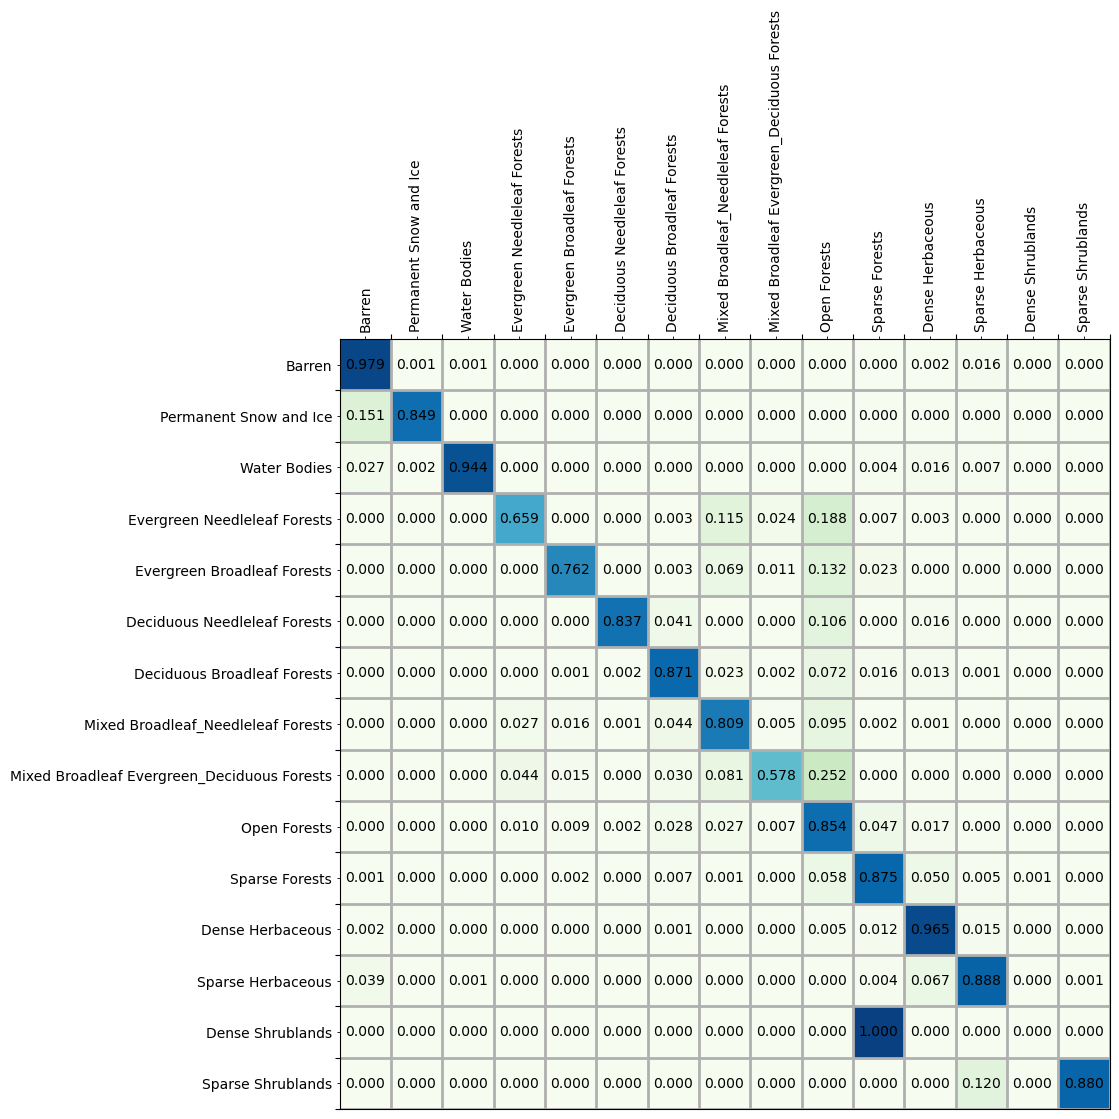 Barren
Permanent Snow and Ice
Water Bodies
Evergreen Needleleaf Forests
Evergreen Broadleaf Forests
Deciduous Needleleaf Forests
Deciduous Broadleaf Forests
Mixed Broadleaf_Needleleaf Forests
Mixed Broadleaf Evergreen_Deciduous Forests
Open Forests
Sparse Forests
Dense Herbaceous
Sparse Herbaceous
Dense Shrublands
Sparse Shrublands
Barren 0.979 0.001 0.001 0.000 0.000 0.000 0.000 0.000 0.000 0.000 0.000 0.002 0.016 0.000 0.000
Permanent Snow and Ice 0.151 0.849 0.000 0.000 0.000 0.000 0.000 0.000 0.000 0.000 0.000 0.000 0.000 0.000 0.000
Water Bodies 0.027 0.002 0.944 0.000 0.000 0.000 0.000 0.000 0.000 0.000 0.004 0.016 0.007 0.000 0.000
Evergreen Needleleaf Forests 0.000 0.000 0.000 0.659 0.000 0.000 0.003 0.115 0.024 0.188 0.007 0.003 0.000 0.000 0.000
Evergreen Broadleaf Forests 0.000 0.000 0.000 0.000 0.762 0.000 0.003 0.069 0.011 0.132 0.023 0.000 0.000 0.000 0.000
Deciduous Needleleaf Forests 0.000 0.000 0.000 0.000 0.000 0.837 0.041 0.000 0.000 0.106 0.000 0.016 0.000 0.000 0.000
Deciduous Broadleaf Forests 0.000 0.000 0.000 0.000 0.001 0.002 0.871 0.023 0.002 0.072 0.016 0.013 0.001 0.000 0.000
Mixed Broadleaf_Needleleaf Forests 0.000 0.000 0.000 0.027 0.016 0.001 0.044 0.809 0.005 0.095 0.002 0.001 0.000 0.000 0.000
Mixed Broadleaf Evergreen_Deciduous Forests 0.000 0.000 0.000 0.044 0.015 0.000 0.030 0.081 0.578 0.252 0.000 0.000 0.000 0.000 0.000
Open Forests 0.000 0.000 0.000 0.010 0.009 0.002 0.028 0.027 0.007 0.854 0.047 0.017 0.000 0.000 0.000
Sparse Forests 0.001 0.000 0.000 0.000 0.002 0.000 0.007 0.001 0.000 0.058 0.875 0.050 0.005 0.001 0.000
Dense Herbaceous 0.002 0.000 0.000 0.000 0.000 0.000 0.001 0.000 0.000 0.005 0.012 0.965 0.015 0.000 0.000
Sparse Herbaceous 0.039 0.000 0.001 0.000 0.000 0.000 0.000 0.000 0.000 0.000 0.004 0.067 0.888 0.000 0.001
Dense Shrublands 0.000 0.000 0.000 0.000 0.000 0.000 0.000 0.000 0.000 0.000 1.000 0.000 0.000 0.000 0.000
Sparse Shrublands 0.000 0.000 0.000 0.000 0.000 0.000 0.000 0.000 0.000 0.000 0.000 0.000 0.120 0.000 0.880